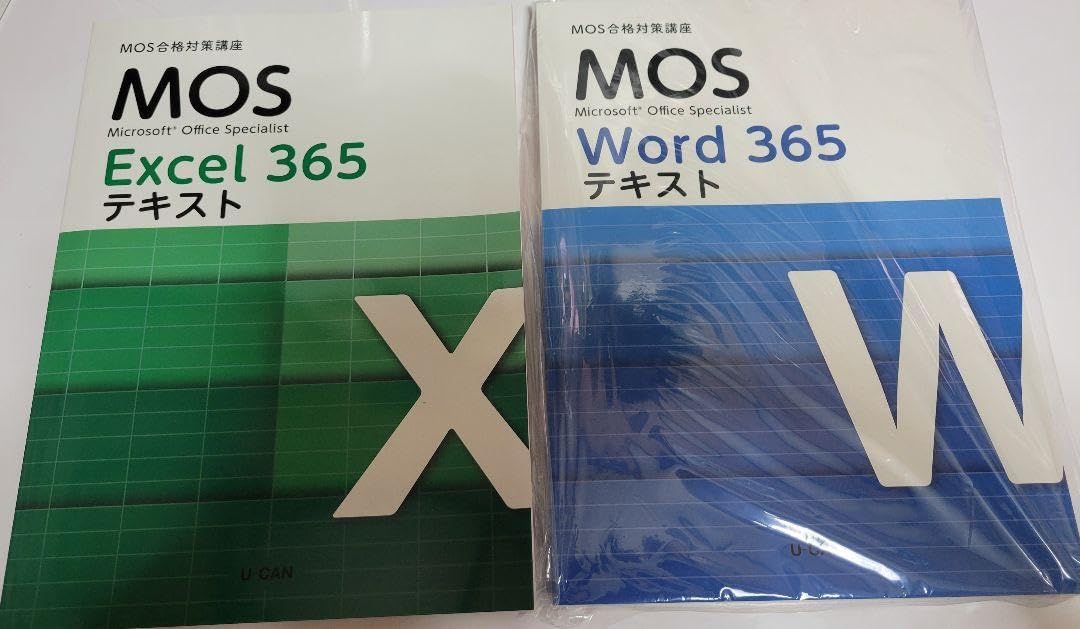 MOS合格対策講座
MOS
Microsoft® Office Specialist
Excel 365
テキスト
X
U-CAN
MOS合格対策講座
MOS
Microsoft® Office Specialist
Word 365
テキスト
W